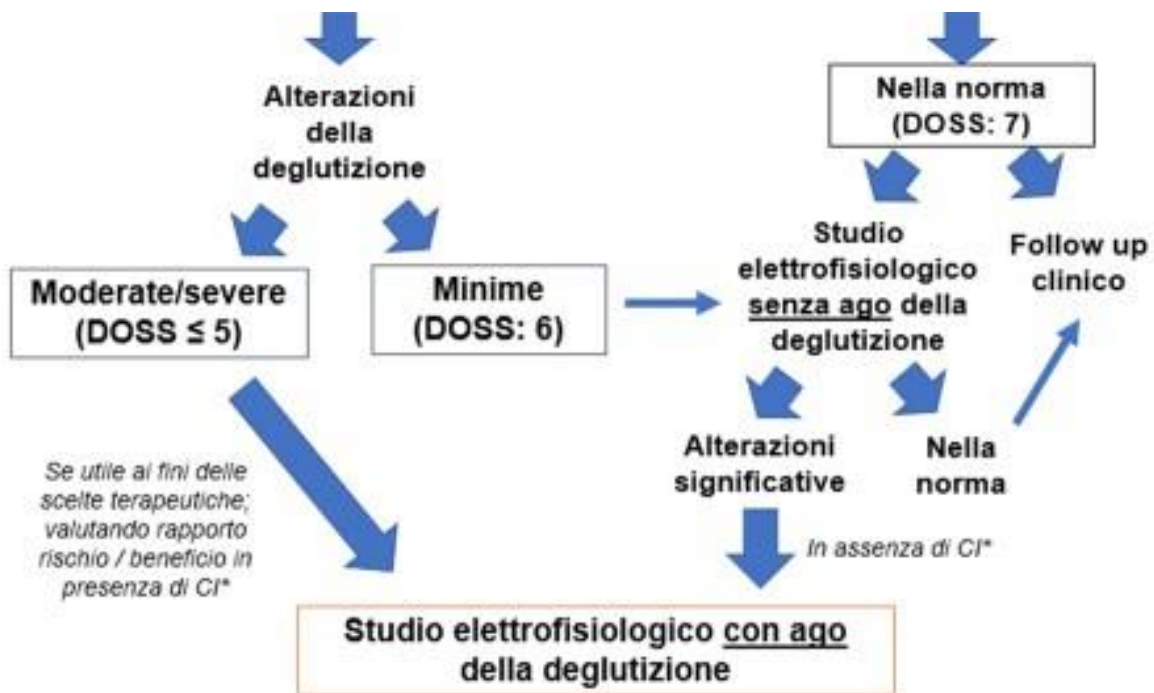 Alterazioni
della
deglutizione
Nella norma
(DOSS: 7)
Moderate/severe
(DOSS ≤ 5)
Minime
(DOSS: 6)
Studio
elettrofisiologico
senza ago della
deglutizione
Follow up
clinico
Se utile ai fini delle
scelte terapeutiche;
valutando rapporto
rischio / beneficio in
presenza di CI*
Alterazioni
significative
Nella
norma
In assenza di CI*
Studio elettrofisiologico con ago
della deglutizione